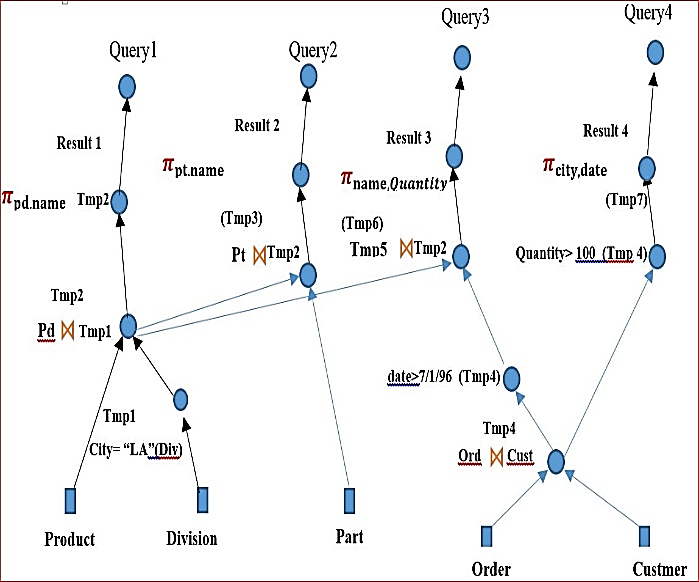 Query1
Query2
Query3
Query4
Result 1
Result 2
Result 3
Result 4
πpd.name
Tmp2
πpt.name
πname,Quantity
πcity,date
(Tmp3)
Pt ⋈ Tmp2
(Tmp6)
Tmp5 ⋈ Tmp2
(Tmp7)
Quantity> 100 (Tmp 4)
Tmp2
Pd ⋈ Tmp1
date>7/1/96 (Tmp4)
Tmp1
City= “LA”(Div)
Tmp4
Ord ⋈ Cust
Product
Division
Part
Order
Custmer